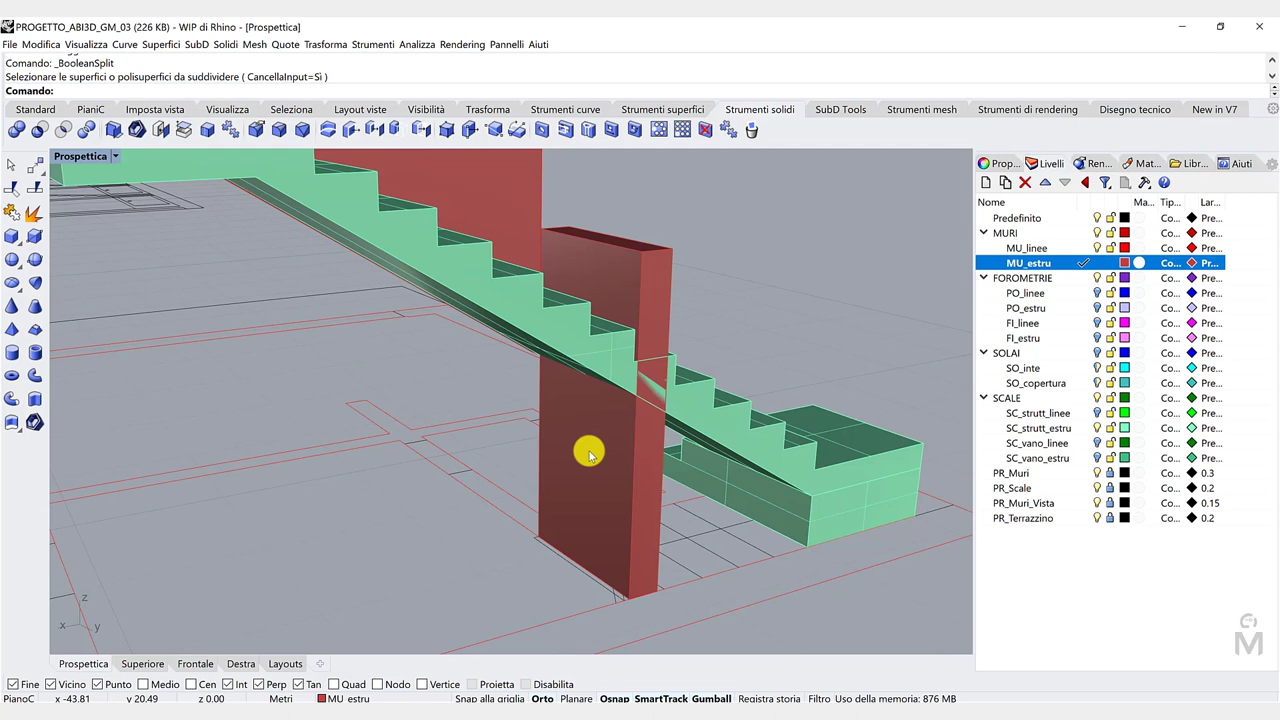 PROGETTO_ABI3D_GM_03 (226 KB) - WIP di Rhino - [Prospettica]
File Modifica Visualizza Curve Superfici SubD Solidi Mesh Quote Trasforma Strumenti Analizza Rendering Pannelli Aiuti
Comando: _BooleanSplit
Selezionare le superfici o polisuperfici da suddividere ( CancellaInput=Sì )
Comando:
Standard PianiC Imposta vista Visualizza Seleziona Layout viste Visibilità Trasforma Strumenti curve Strumenti superfici Strumenti solidi SubD Tools Strumenti mesh Strumenti di rendering Disegno tecnico New in V7
Prospettica
Prop... Livelli Ren... Mat... Libr... Aiuti
Nome Ma... Tip... Co... Lar...
Predefinito Co... Pre...
MURI Co... Pre...
MU_linee Co... Pre...
MU_estru Co... Pr...
FOROMETRIE Co... Pre...
PO_linee Co... Pre...
PO_estru Co... Pre...
FI_linee Co... Pre...
FI_estru Co... Pre...
SOLAI Co... Pre...
SO_inte Co... Pre...
SO_copertura Co... Pre...
SCALE Co... Pre...
SC_strutt_linee Co... Pre...
SC_strutt_estru Co... Pre...
SC_vano_linee Co... Pre...
SC_vano_estru Co... Pre...
PR_Muri Co... 0.3
PR_Scale Co... 0.2
PR_Muri_Vista Co... 0.15
PR_Terrazzino Co... 0.2
z
x y
M
Prospettica Superiore Frontale Destra Layouts
Fine Vicino Punto Medio Cen Int Perp Tan Quad Nodo Vertice Proietta Disabilita
PianoC x -43.81 y 20.49 z 0.00 Metri MU_estru Snap alla griglia Orto Planare Osnap SmartTrack Gumball Registra storia Filtro Uso della memoria: 876 MB